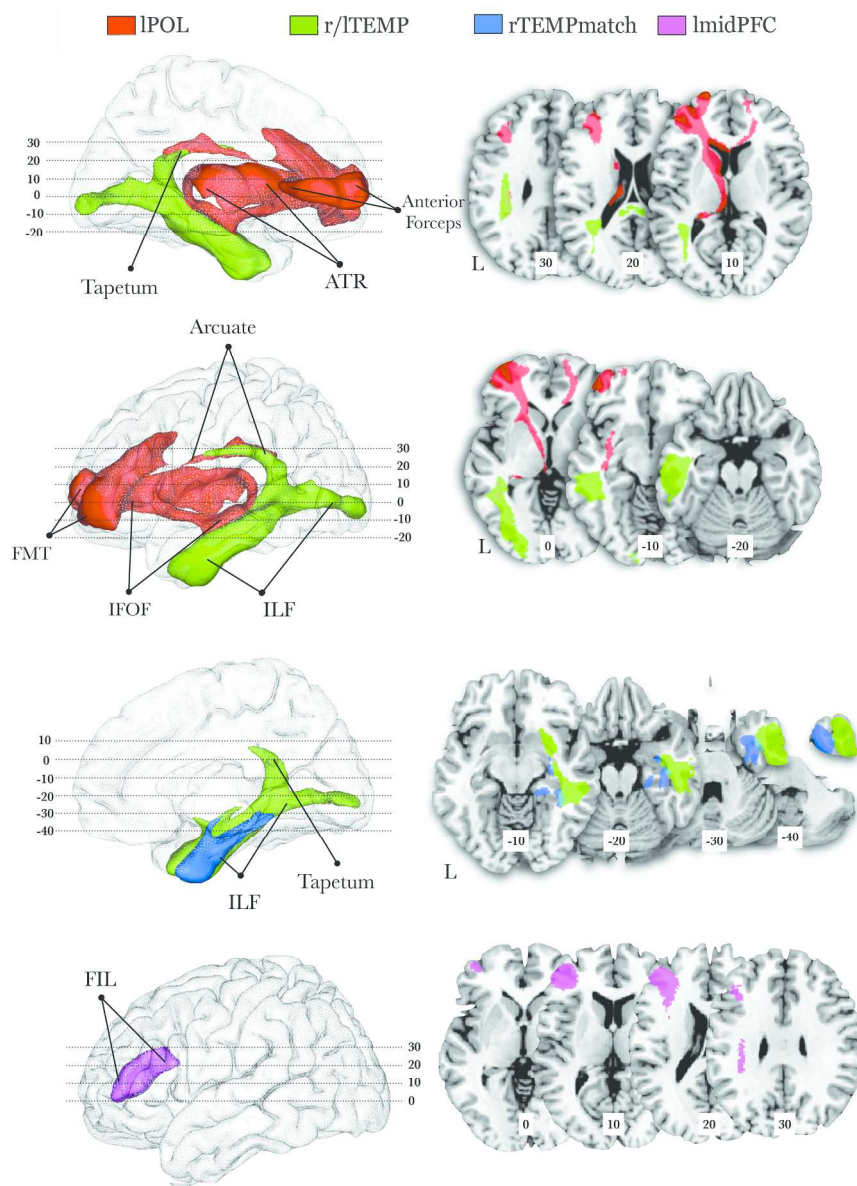 lPOL r/lTEMP rTEMPmatch lmidPFC
30
20
10
0
-10
-20
Anterior
Forceps
Tapetum
ATR
L
30 20 10
Arcuate
30
20
10
0
-10
-20
FMT
IFOF
ILF
L
0 -10 -20
10
0
-10
-20
-30
-40
Tapetum
ILF
L
-10 -20 -30 -40
FIL
30
20
10
0
0 10 20 30